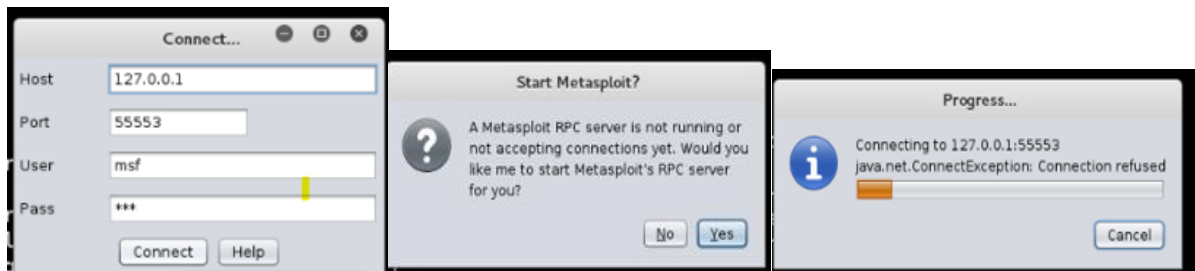 Connect...
Host 127.0.0.1
Port 55553
User msf
Pass ***
Connect Help
Start Metasploit?
A Metasploit RPC server is not running or
not accepting connections yet. Would you
like me to start Metasploit's RPC server
for you?
No Yes
Progress...
Connecting to 127.0.0.1:55553
java.net.ConnectException: Connection refused
Cancel